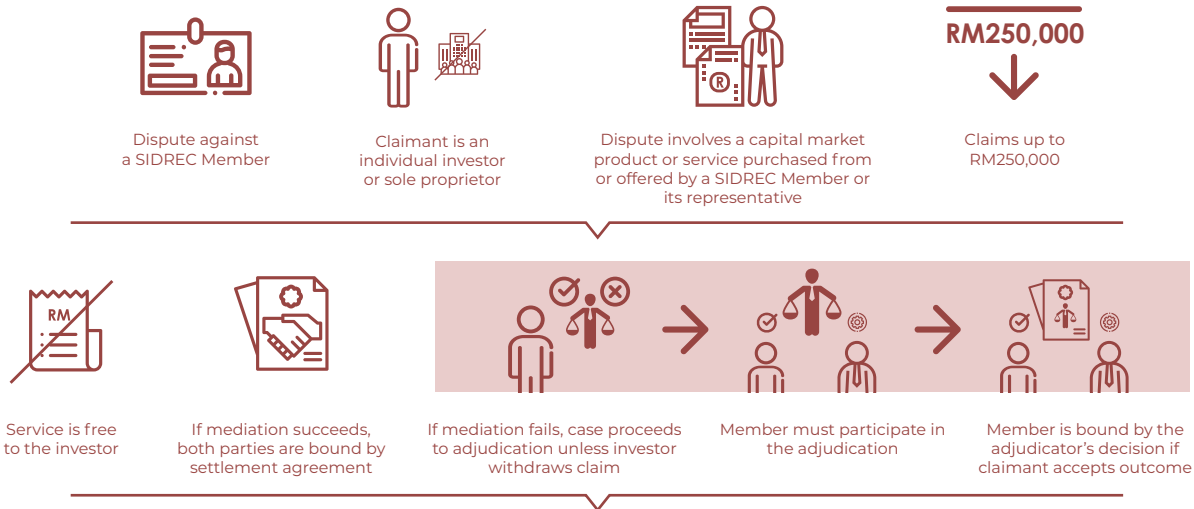 RM250,000
Dispute against
a SIDREC Member
Claimant is an
individual investor
or sole proprietor
Dispute involves a capital market
product or service purchased from
or offered by a SIDREC Member or
its representative
Claims up to
RM250,000
RM
R
Service is free
to the investor
If mediation succeeds,
both parties are bound by
settlement agreement
If mediation fails, case proceeds
to adjudication unless investor
withdraws claim
Member must participate in
the adjudication
Member is bound by the
adjudicator's decision if
claimant accepts outcome